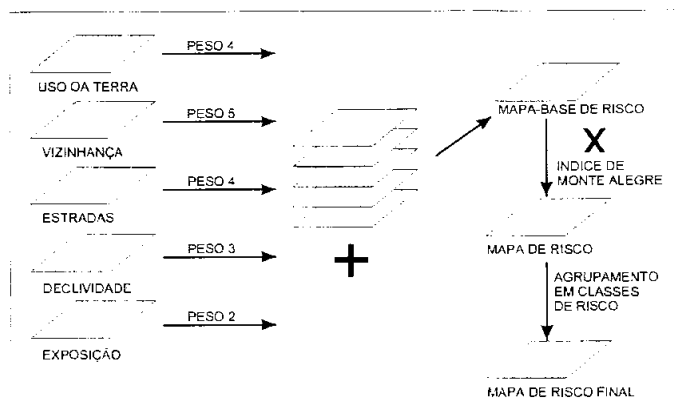 PESO 4
USO DA TERRA
PESO 5
VIZINHANÇA
PESO 4
ESTRADAS
PESO 3
DECLIVIDADE
PESO 2
EXPOSIÇÃO
+
MAPA-BASE DE RISCO
X
INDICE DE
MONTE ALEGRE
MAPA DE RISCO
AGRUPAMENTO
EM CLASSES
DE RISCO
MAPA DE RISCO FINAL